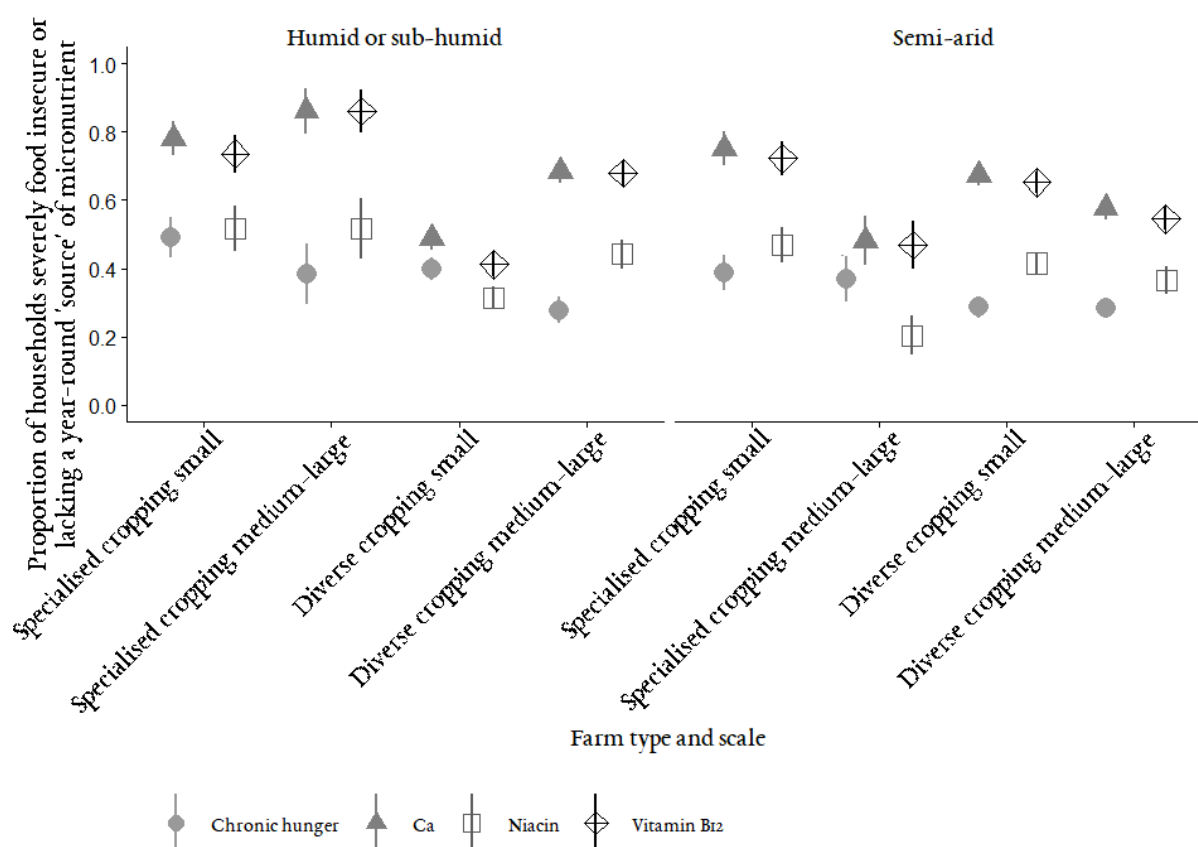 Proportion of households severely food insecure or
lacking a year-round 'source' of micronutrient
Humid or sub-humid
Semi-arid
1.0
0.8
0.6
0.4
0.2
0.0
Specialised cropping small
Specialised cropping medium-large
Diverse cropping small
Diverse cropping medium-large
Specialised cropping small
Specialised cropping medium-large
Diverse cropping small
Diverse cropping medium-large
Farm type and scale
Chronic hunger Ca Niacin Vitamin B12